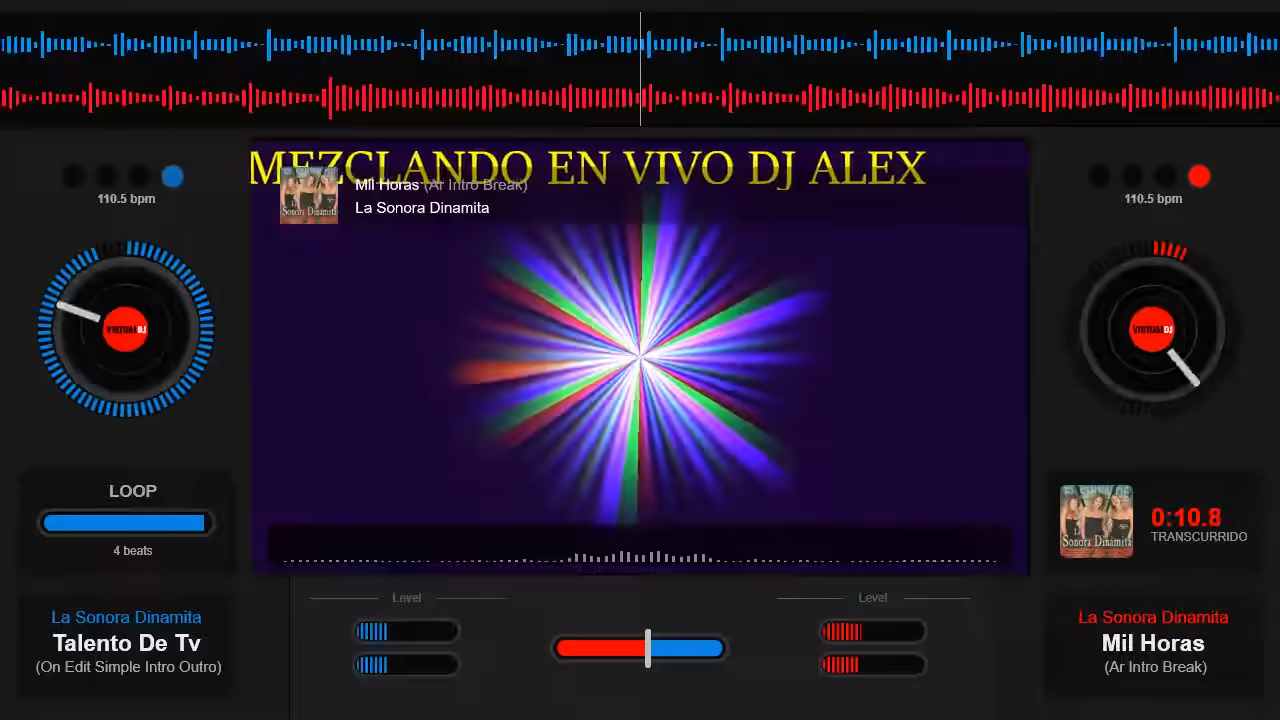 MEZCLANDO EN VIVO DJ ALEX
Mil Horas (Ar Intro Break)
La Sonora Dinamita
110.5 bpm
110.5 bpm
VIRTUALDJ
VIRTUALDJ
LOOP
4 beats
Sonora Dinamita
0:10.8
TRANSCURRIDO
La Sonora Dinamita
Talento De Tv
(On Edit Simple Intro Outro)
Level
Level
La Sonora Dinamita
Mil Horas
(Ar Intro Break)